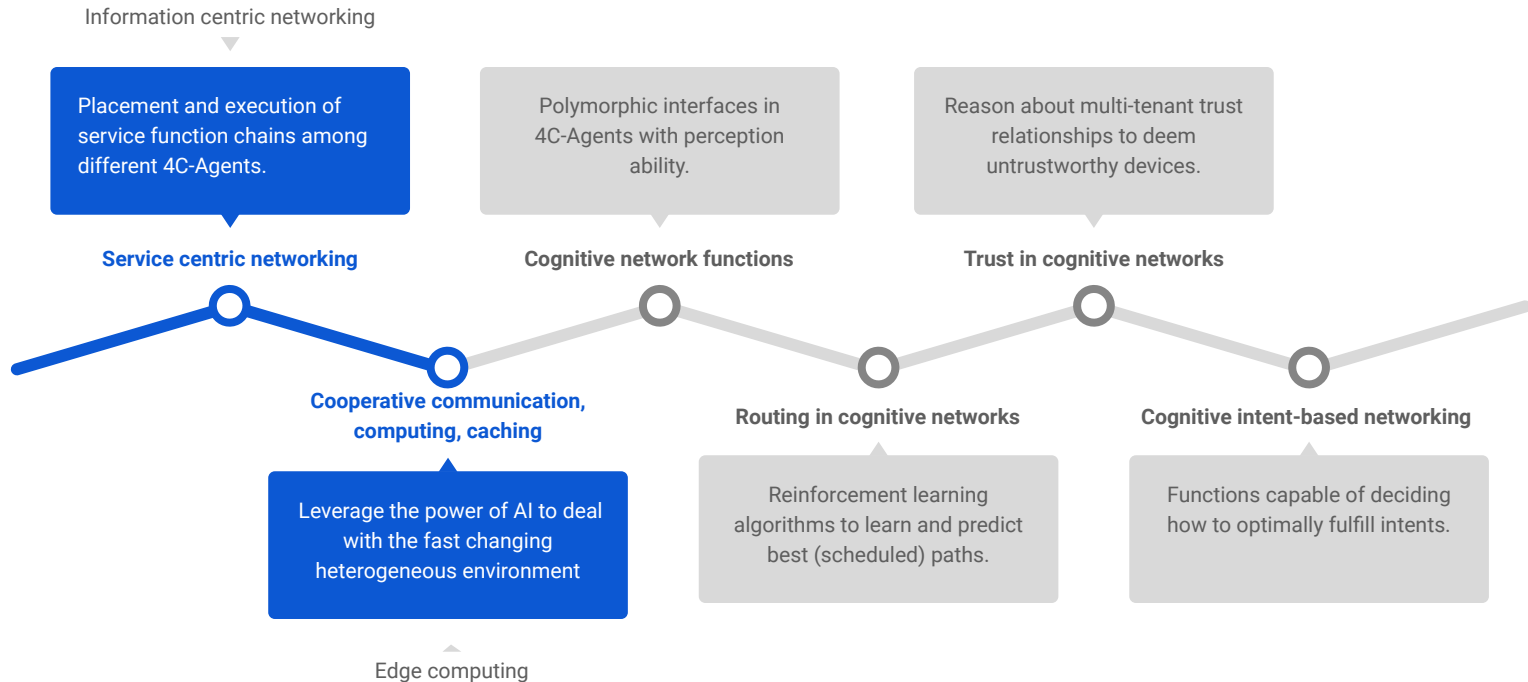 Information centric networking
Placement and execution of
service function chains among
different 4C-Agents.
Service centric networking
Polymorphic interfaces in
4C-Agents with perception
ability.
Cognitive network functions
Reason about multi-tenant trust
relationships to deem
untrustworthy devices.
Trust in cognitive networks
Cooperative communication,
computing, caching
Leverage the power of AI to deal
with the fast changing
heterogeneous environment
Edge computing
Routing in cognitive networks
Reinforcement learning
algorithms to learn and predict
best (scheduled) paths.
Cognitive intent-based networking
Functions capable of deciding
how to optimally fulfill intents.